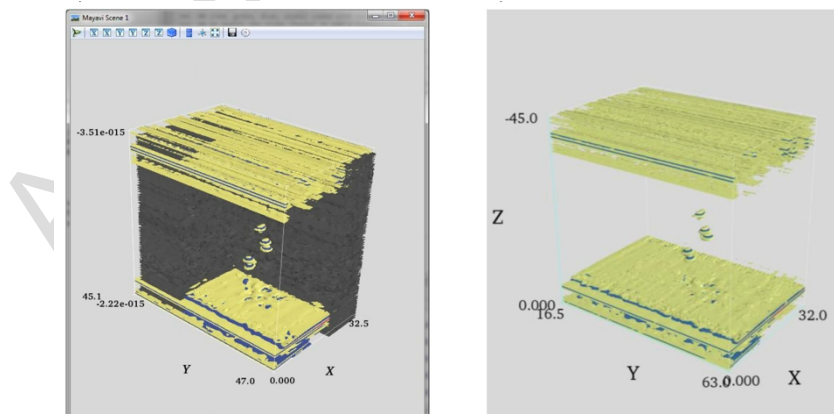 Mayavi Scene 1
X X Y Y Z Z
-3.51e-015
45.1
-2.22e-015
32.5
Y
X
47.0 0.000
-45.0
Z
0.000
16.5
32.0
Y
X
63.0 0.000